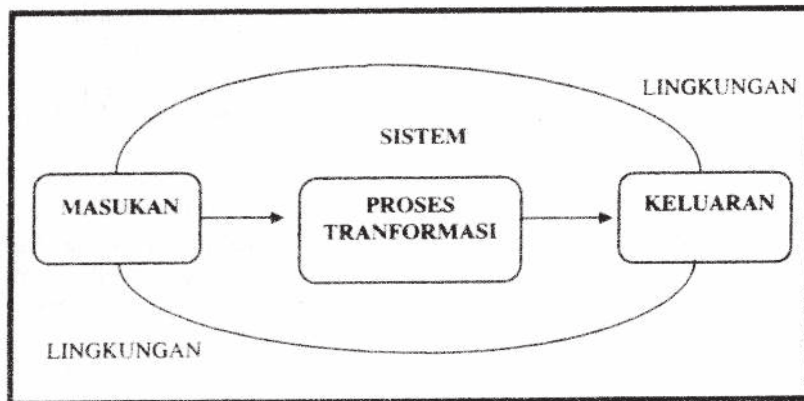 LINGKUNGAN
SISTEM
MASUKAN
PROSES
TRANFORMASI
KELUARAN
LINGKUNGAN